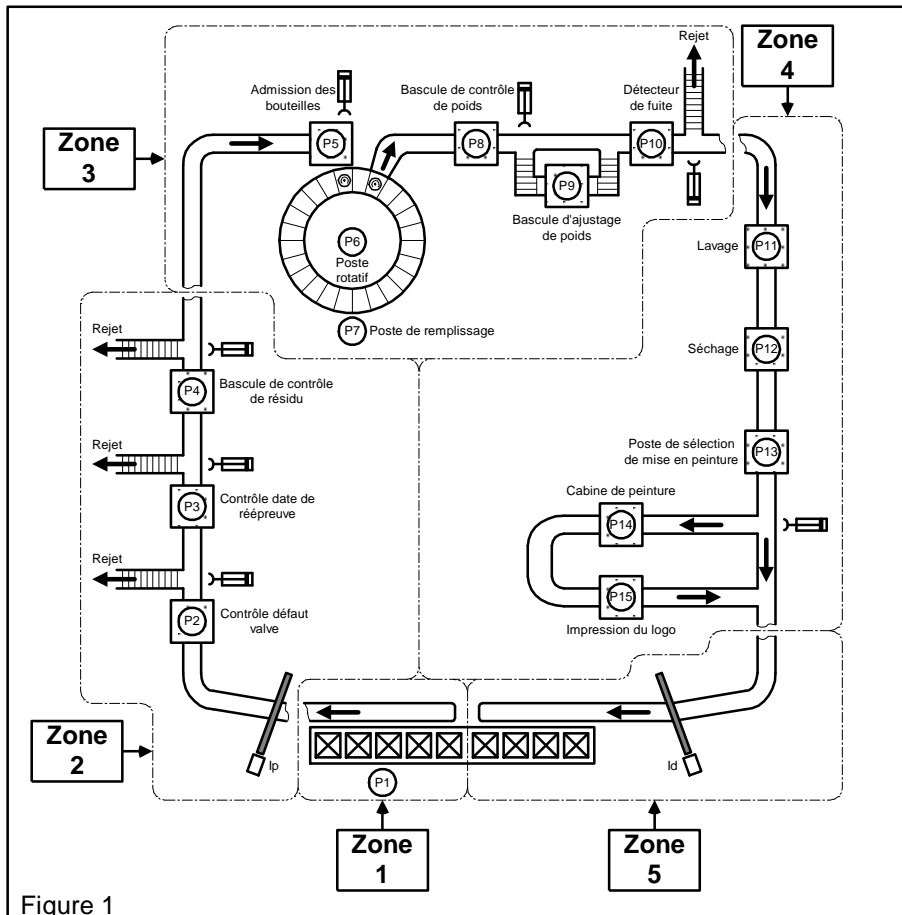 Zone
4
Rejet
Admission des
bouteilles
Bascule de contrôle
de poids
Détecteur
de fuite
Zone
3
P5
P8
P10
P9
Bascule d'ajustage
de poids
P6
Poste
rotatif
P7
Poste de remplissage
P11
Lavage
Rejet
P4
Bascule de contrôle
de résidu
P12
Séchage
Rejet
P3
Contrôle date de
réépreuve
P13
Poste de sélection
de mise en peinture
Cabine de peinture
P14
Rejet
P2
Contrôle défaut
valve
P15
Impression du logo
Zone
2
Ip
P1
Id
Zone
1
Zone
5
Figure 1